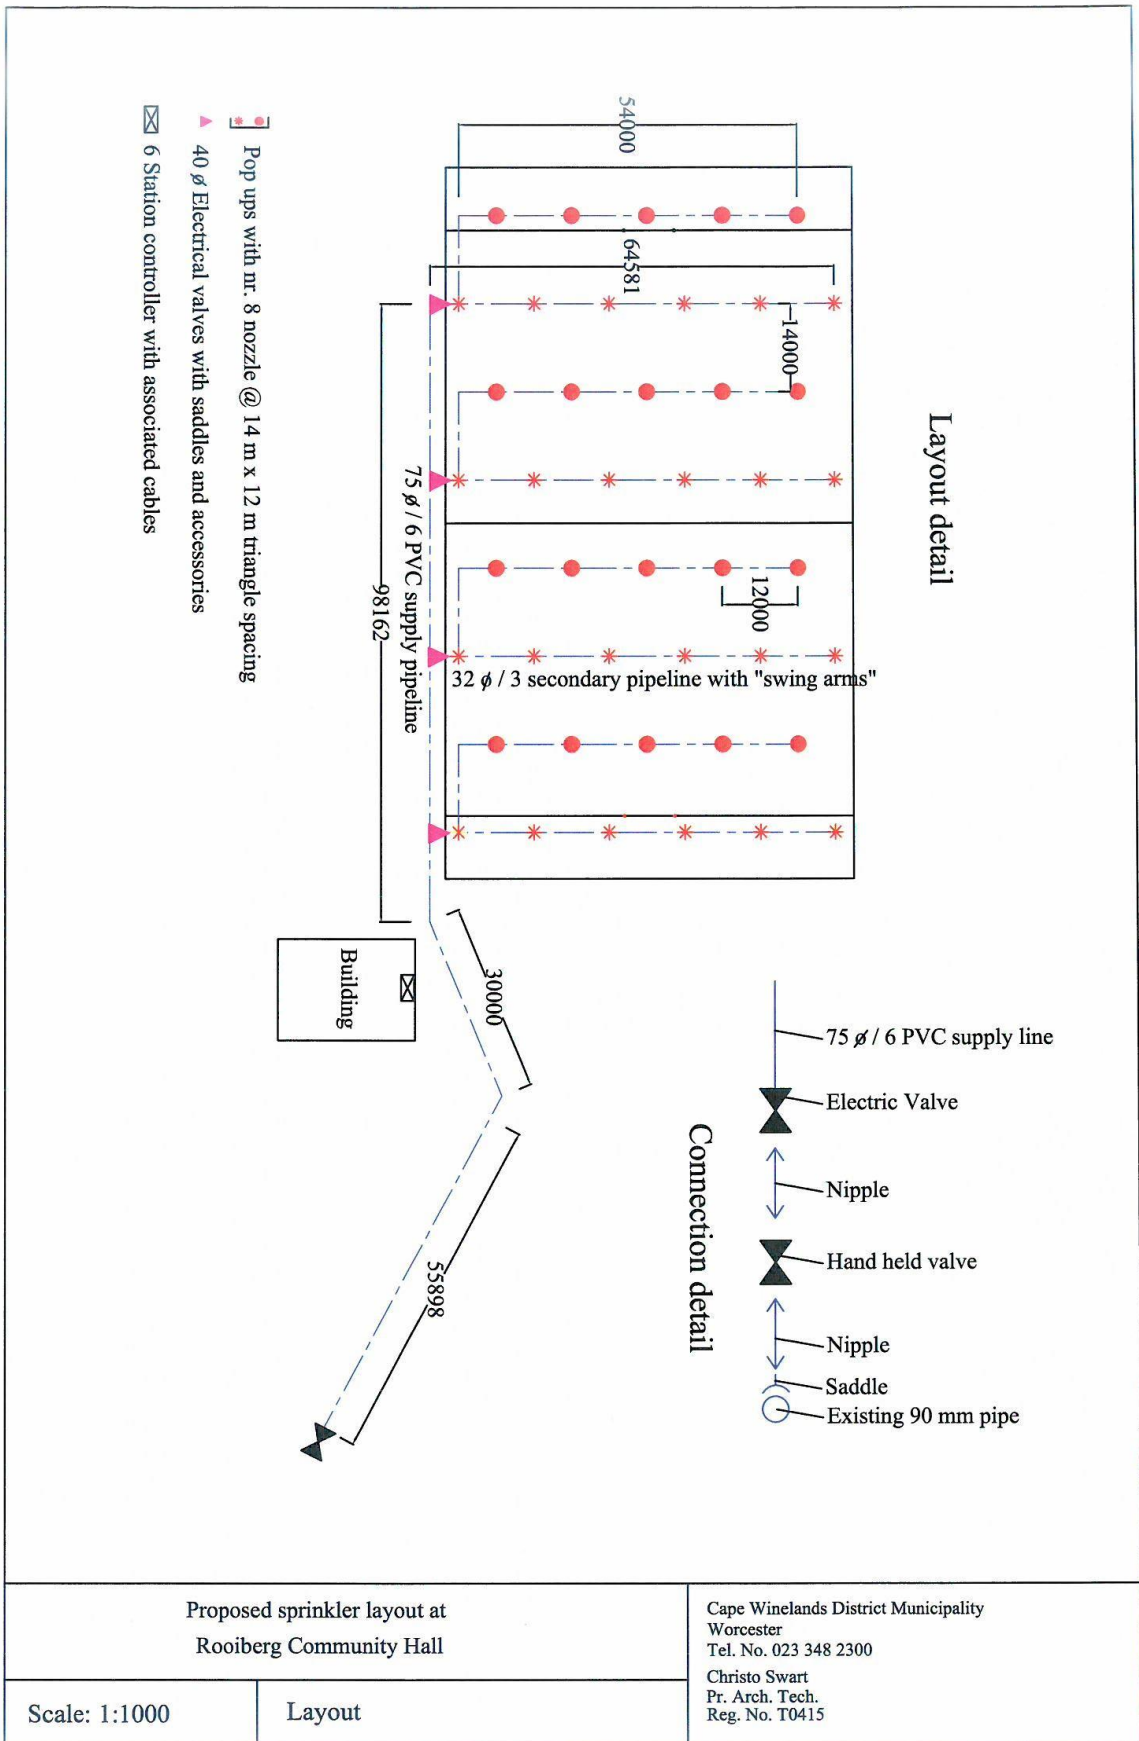 Layout detail
54000
64581
14000
12000
32 ø / 3 secondary pipeline with "swing arms"
75 ø / 6 PVC supply pipeline
98162
Pop ups with nr. 8 nozzle @ 14 m x 12 m triangle spacing
40 ø Electrical valves with saddles and accessories
6 Station controller with associated cables
Building
30000
55898
Connection detail
75 ø / 6 PVC supply line
Electric Valve
Nipple
Hand held valve
Nipple
Saddle
Existing 90 mm pipe
Proposed sprinkler layout at
Rooiberg Community Hall
Scale: 1:1000
Layout
Cape Winelands District Municipality
Worcester
Tel. No. 023 348 2300
Christo Swart
Pr. Arch. Tech.
Reg. No. T0415